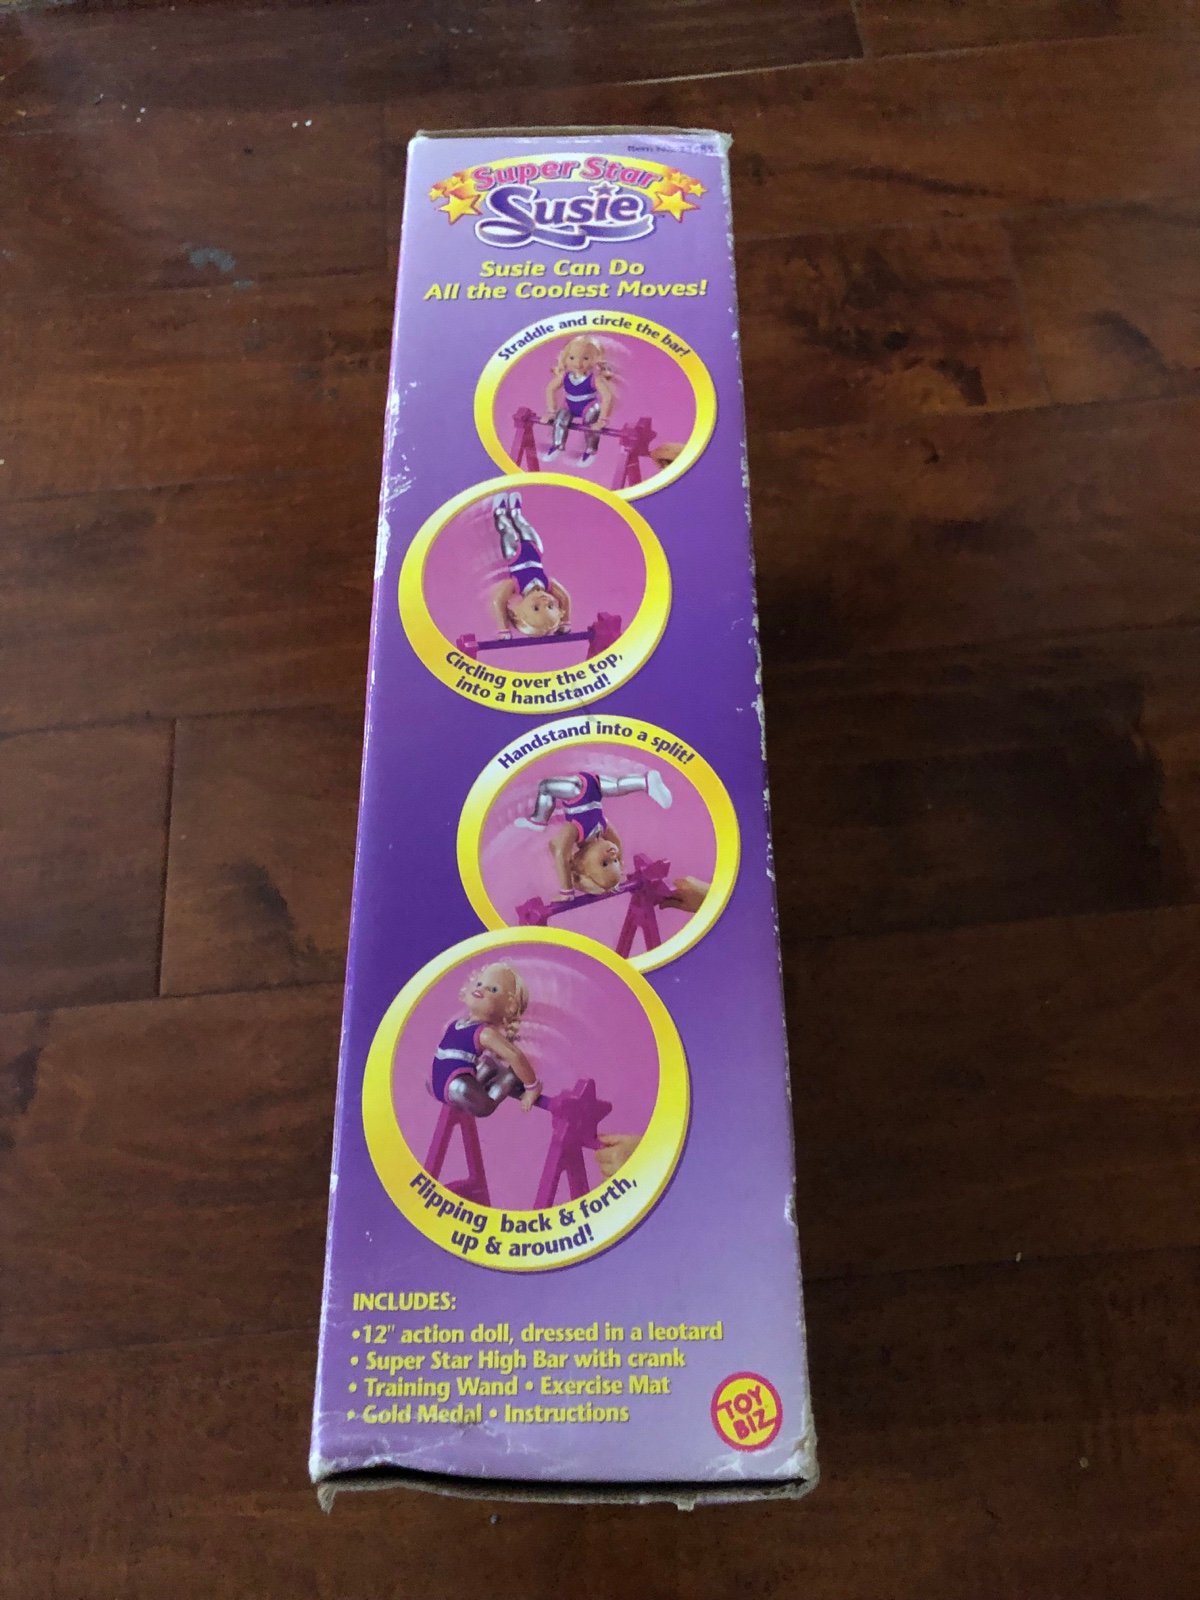 Super Star
Susie
Susie Can Do
All the Coolest Moves!
Straddle and circle the bar!
Circling over the top,
into a handstand!
Handstand into a split!
Flipping back & forth,
up & around!
INCLUDES:
•12" action doll, dressed in a leotard
• Super Star High Bar with crank
• Training Wand • Exercise Mat
• Gold Medal • Instructions
TOY
BIZ